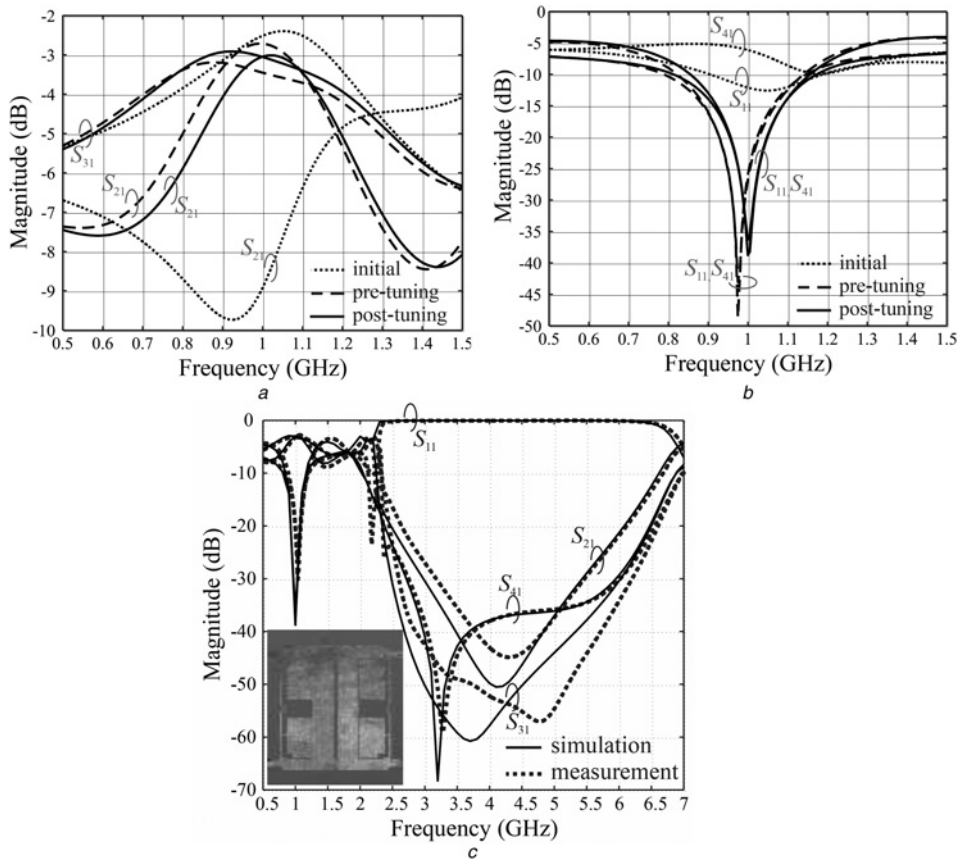 -2
-3
-4
-5
-6
-7
-8
-9
-10
Magnitude (dB)
S31
S21
S21
S21
initial
pre-tuning
post-tuning
0.5 0.6 0.7 0.8 0.9 1 1.1 1.2 1.3 1.4 1.5
Frequency (GHz)
a
0
-5
-10
-15
-20
-25
-30
-35
-40
-45
-50
Magnitude (dB)
S41
S11
S11,S41
S11,S41
initial
pre-tuning
post-tuning
0.5 0.6 0.7 0.8 0.9 1 1.1 1.2 1.3 1.4 1.5
Frequency (GHz)
b
0
-10
-20
-30
-40
-50
-60
-70
Magnitude (dB)
S11
S21
S41
S31
simulation
measurement
0.5 1 1.5 2 2.5 3 3.5 4 4.5 5 5.5 6 6.5 7
Frequency (GHz)
c